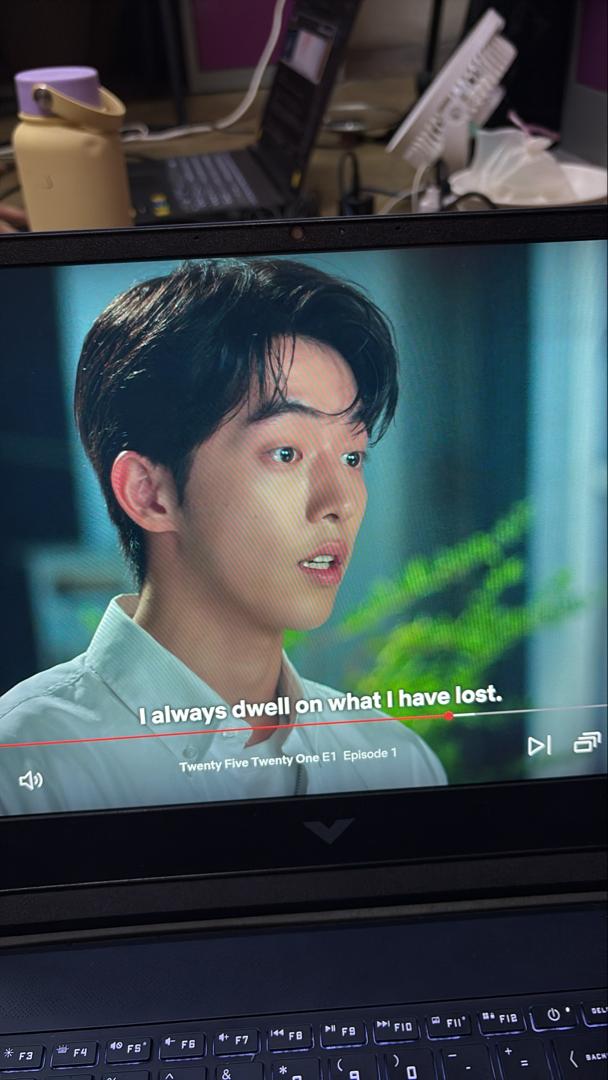 I always dwell on what I have lost.
Twenty Five Twenty One E1 Episode 1
F3 F4 F5 F6 F7 F8 F9 F10 F11 F12
^ & * ( ) - + =